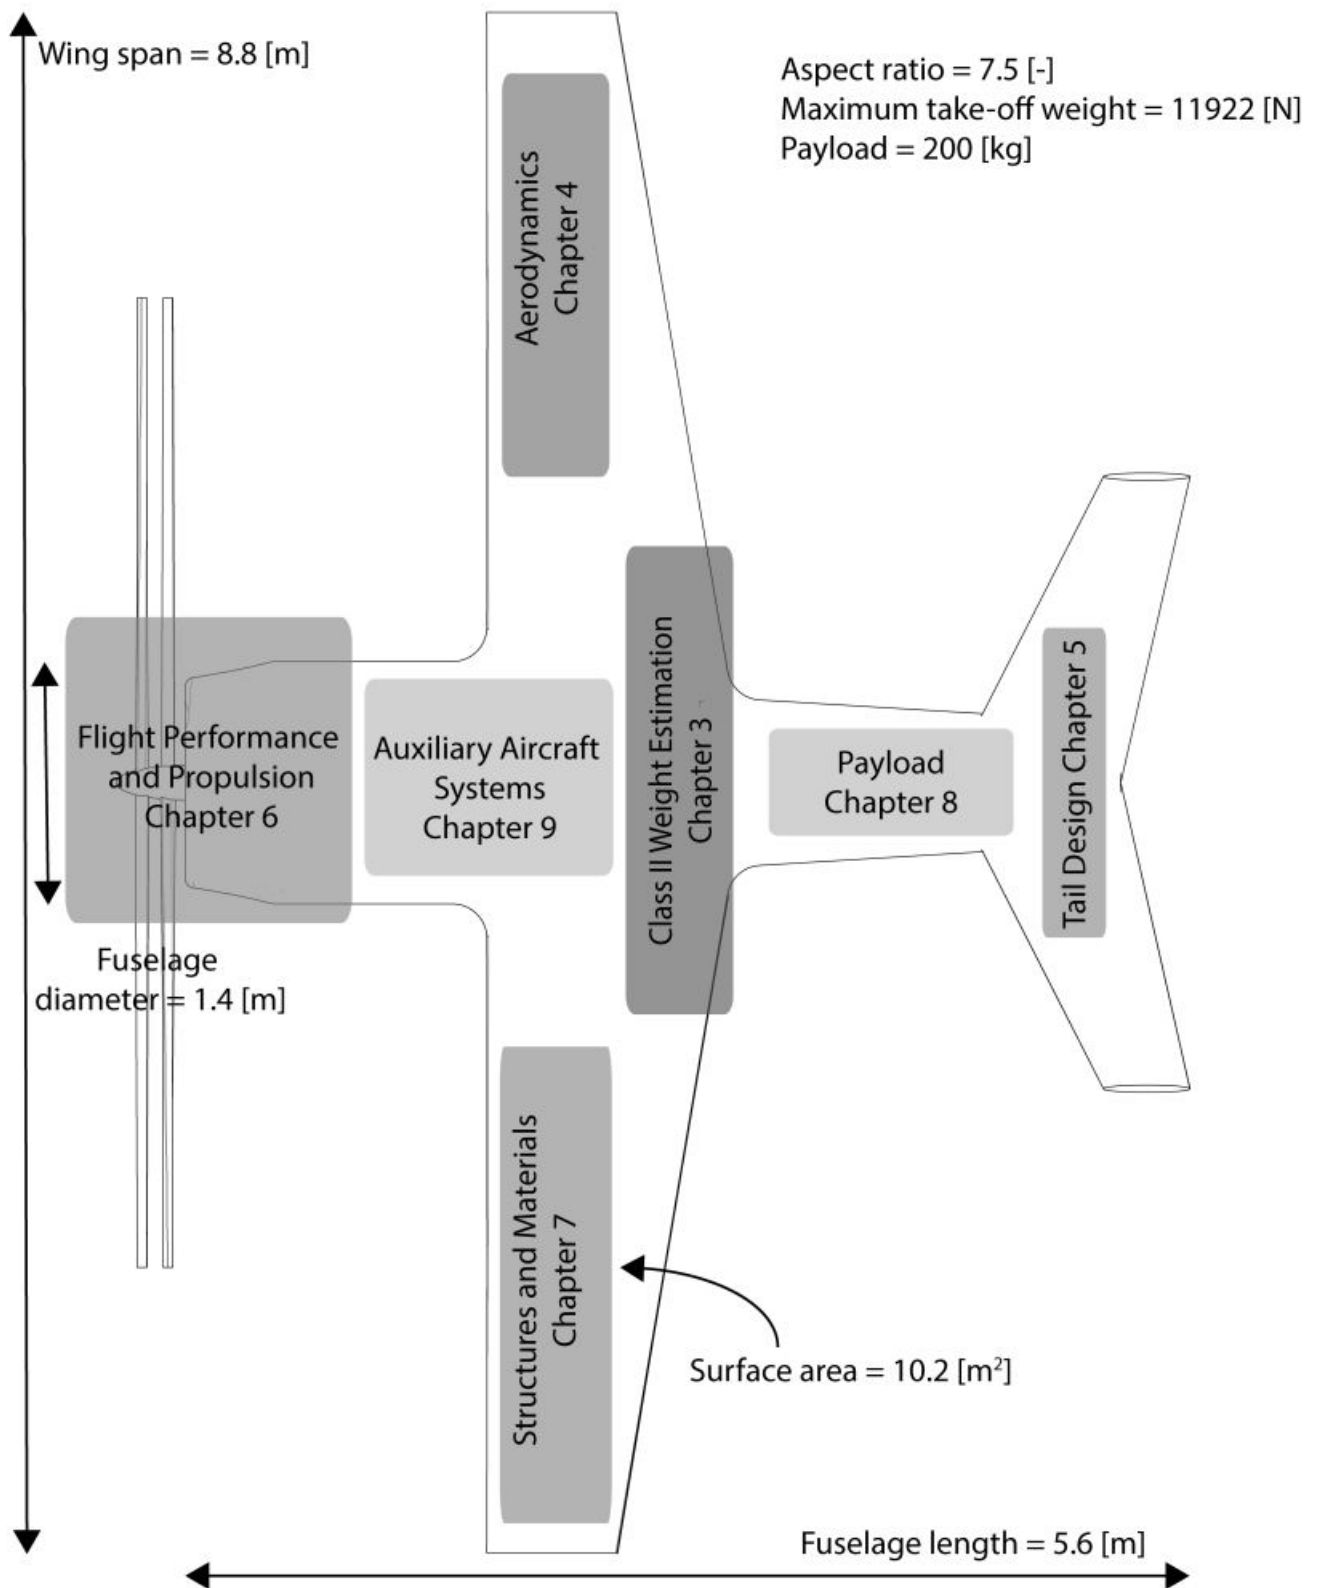 Wing span = 8.8 [m]
Aspect ratio = 7.5 [-]
Maximum take-off weight = 11922 [N]
Payload = 200 [kg]
Aerodynamics
Chapter 4
Flight Performance
and Propulsion
Chapter 6
Auxiliary Aircraft
Systems
Chapter 9
Class II Weight Estimation
Chapter 3
Payload
Chapter 8
Tail Design Chapter 5
Fuselage
diameter = 1.4 [m]
Structures and Materials
Chapter 7
Surface area = 10.2 [m²]
Fuselage length = 5.6 [m]